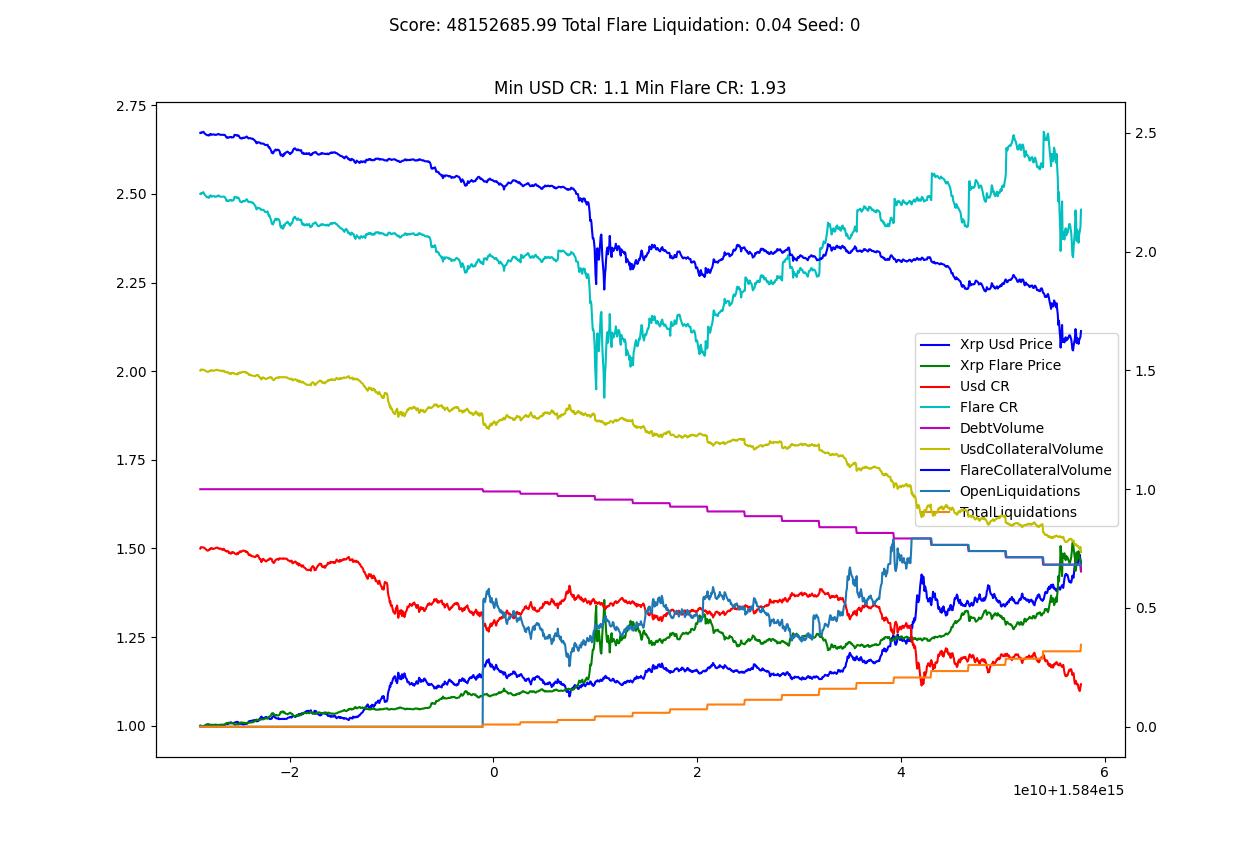 Score: 48152685.99 Total Flare Liquidation: 0.04 Seed: 0
Min USD CR: 1.1 Min Flare CR: 1.93
2.75
2.50
2.25
2.00
1.75
1.50
1.25
1.00
2.5
2.0
1.5
1.0
0.5
0.0
Xrp Usd Price
Xrp Flare Price
Usd CR
Flare CR
DebtVolume
UsdCollateralVolume
FlareCollateralVolume
OpenLiquidations
TotalLiquidations
−2 0 2 4 6
1e10+1.584e15